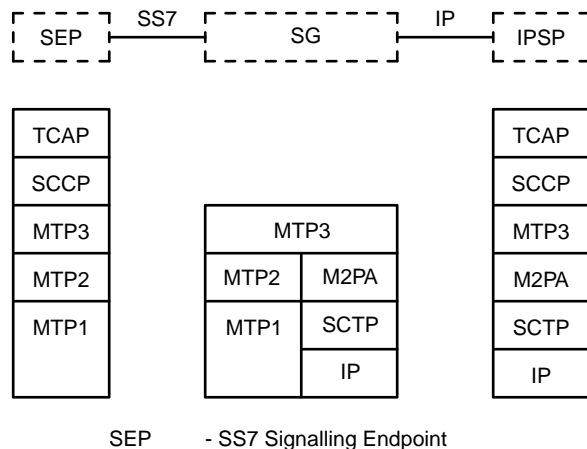 SS7 IP
SEP SG IPSP
TCAP TCAP
SCCP SCCP
MTP3 MTP3 MTP3
MTP2 MTP2 M2PA M2PA
MTP1 MTP1 SCTP SCTP
IP IP
SEP - SS7 Signalling Endpoint